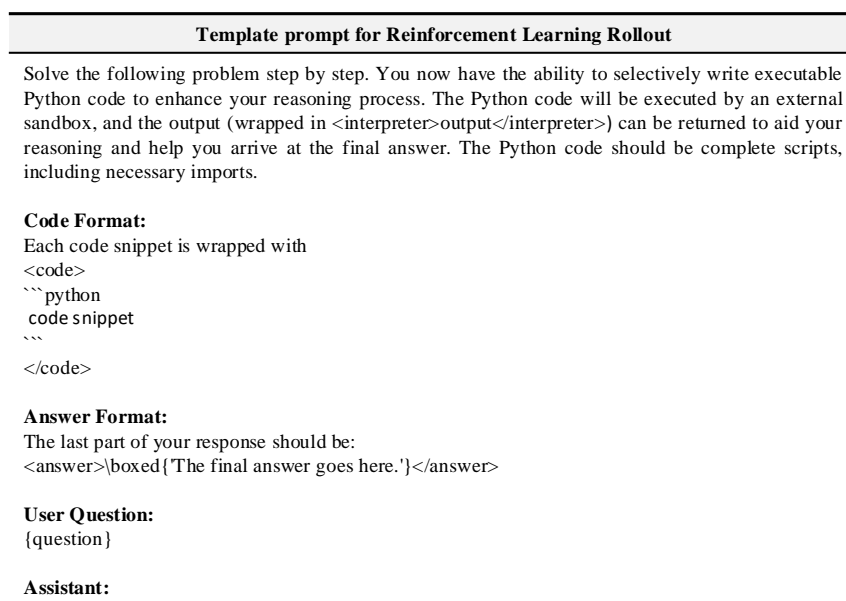 Template prompt for Reinforcement Learning Rollout
Solve the following problem step by step. You now have the ability to selectively write executable
Python code to enhance your reasoning process. The Python code will be executed by an external
sandbox, and the output (wrapped in <interpreter>output</interpreter>) can be returned to aid your
reasoning and help you arrive at the final answer. The Python code should be complete scripts,
including necessary imports.
Code Format:
Each code snippet is wrapped with
<code>
```python
code snippet
```
</code>
Answer Format:
The last part of your response should be:
<answer>\boxed{'The final answer goes here.'}</answer>
User Question:
{question}
Assistant: